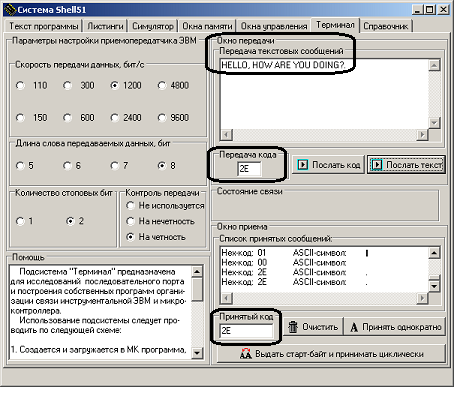 Система Shell51
Текст программы Листинги Симулятор Окна памяти Окна управления Терминал Справочник
Параметры настройки приемопередатчика ЭВМ
Скорость передачи данных, бит/с
110 300 1200 4800
150 600 2400 9600
Длина слова передаваемых данных, бит
5 6 7 8
Количество стоповых бит
1 2
Контроль передачи
Не используется
На нечетность
На четность
Помощь
Подсистема "Терминал" предназначена
для исследований последовательного порта
и построения собственных программ органи-
зации связи инструментальной ЭВМ и микро-
контроллера.
Использование подсистемы следует про-
водить по следующей схеме:
1. Создается и загружается в МК программа,
Окно передачи
Передача текстовых сообщений
HELLO, HOW ARE YOU DOING?.
Передача кода
2E
Послать код
Послать текст
Состояние связи
Окно приема
Список принятых сообщений:
Hex-код: 01 ASCII-символ:
Hex-код: 00 ASCII-символ:
Hex-код: 2E ASCII-символ: .
Hex-код: 2E ASCII-символ: .
Принятый код
2E
Очистить
Принять однократно
Выдать старт-байт и принимать циклически